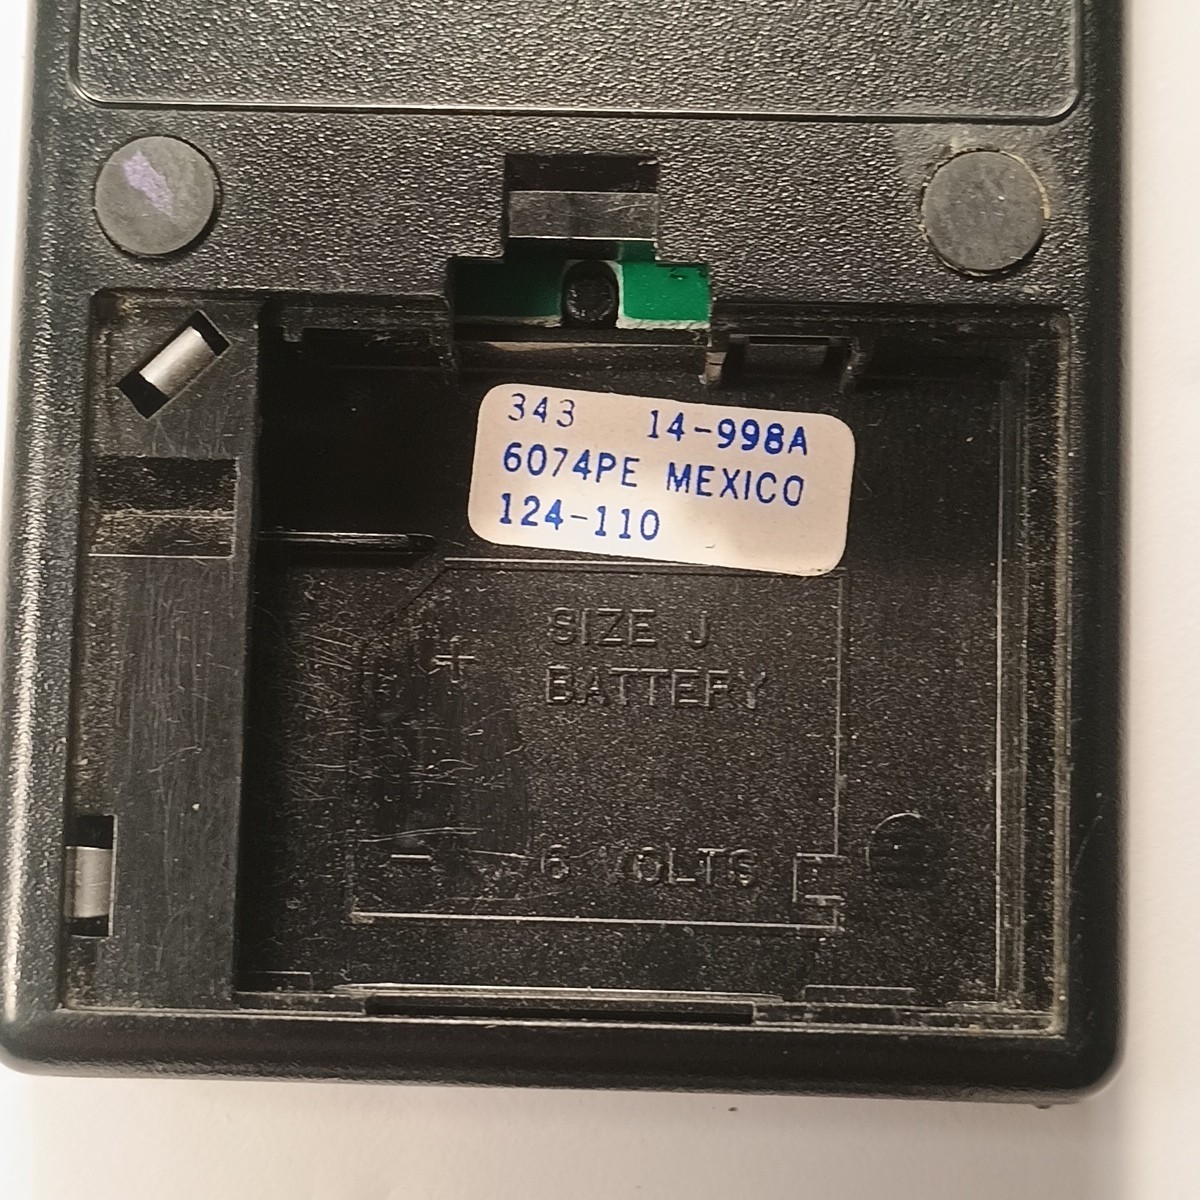 343 14-998A
6074PE MEXICO
124-110
SIZE J
BATTERY
+
- 6 VOLTS